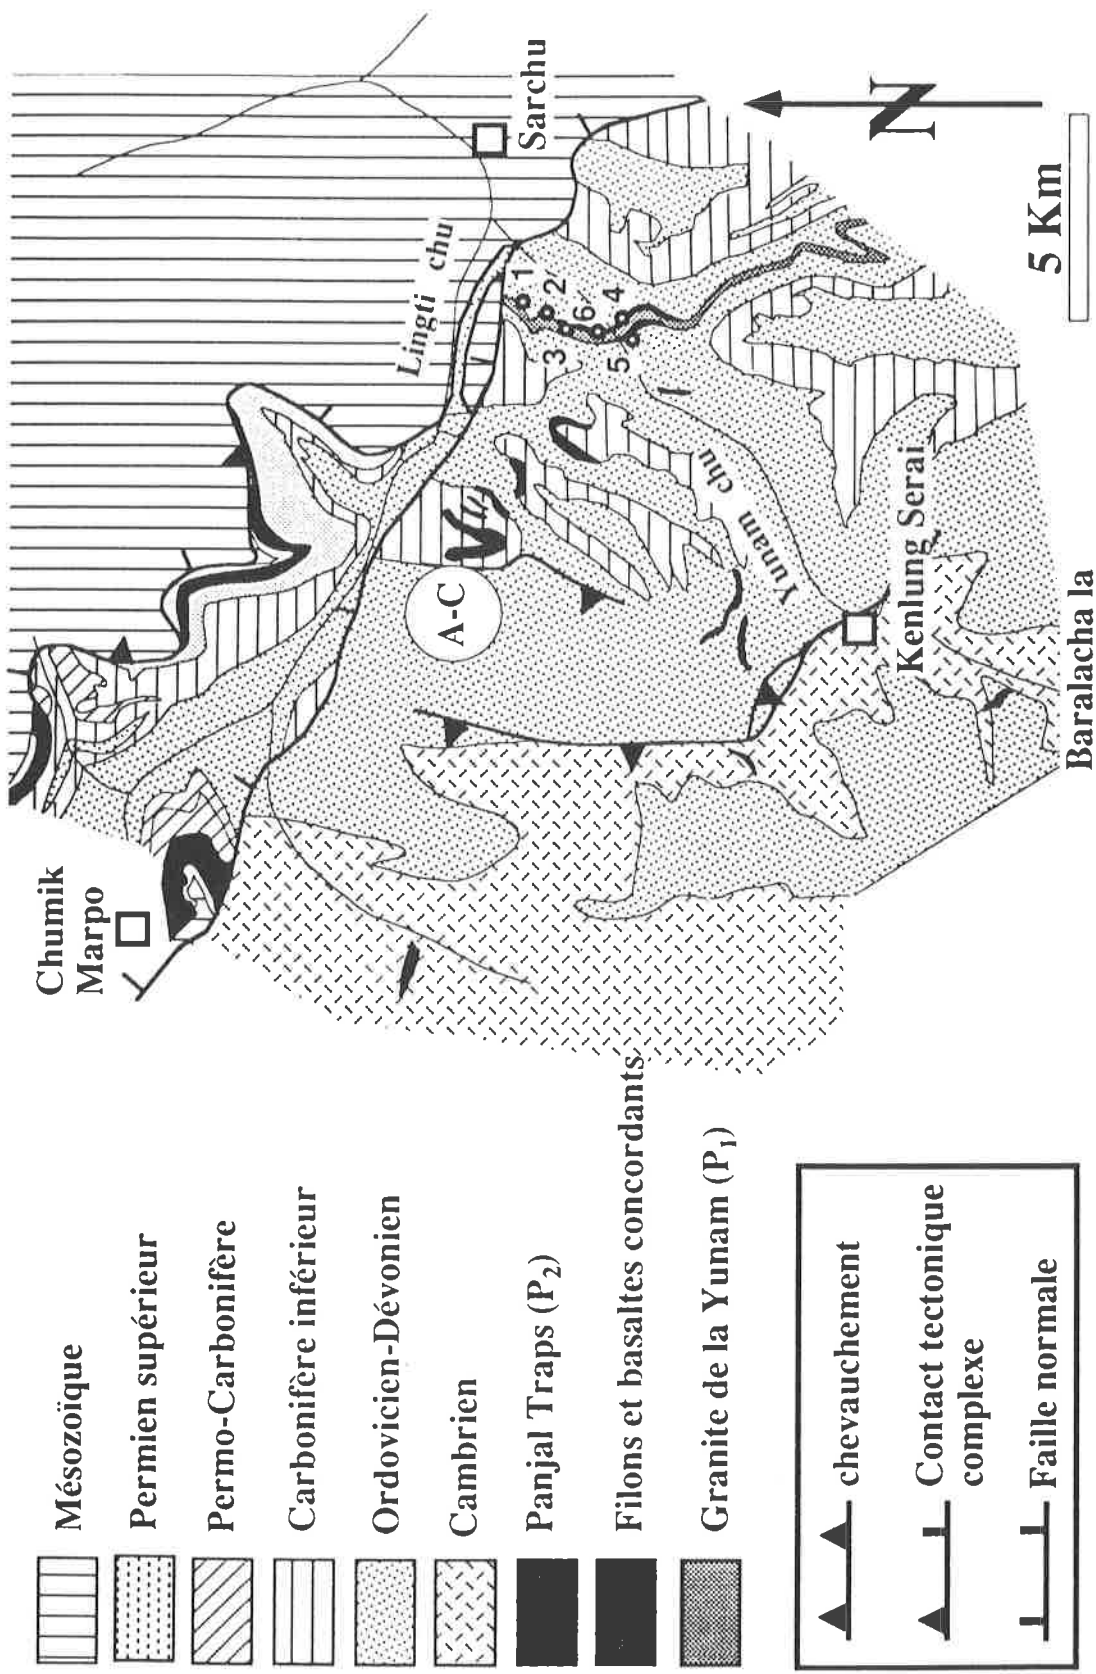 Chumik
Marpo
Sarchu
Lingti chu
1
2
3
6
4
5
A-C
Yunam chu
Kenlung Serai
Baralacha la
N
5 Km
Mésozoïque
Permien supérieur
Permo-Carbonifère
Carbonifère inférieur
Ordovicien-Dévonien
Cambrien
Panjal Traps (P2)
Filons et basaltes concordants
Granite de la Yunam (P1)
chevauchement
Contact tectonique
complexe
Faille normale